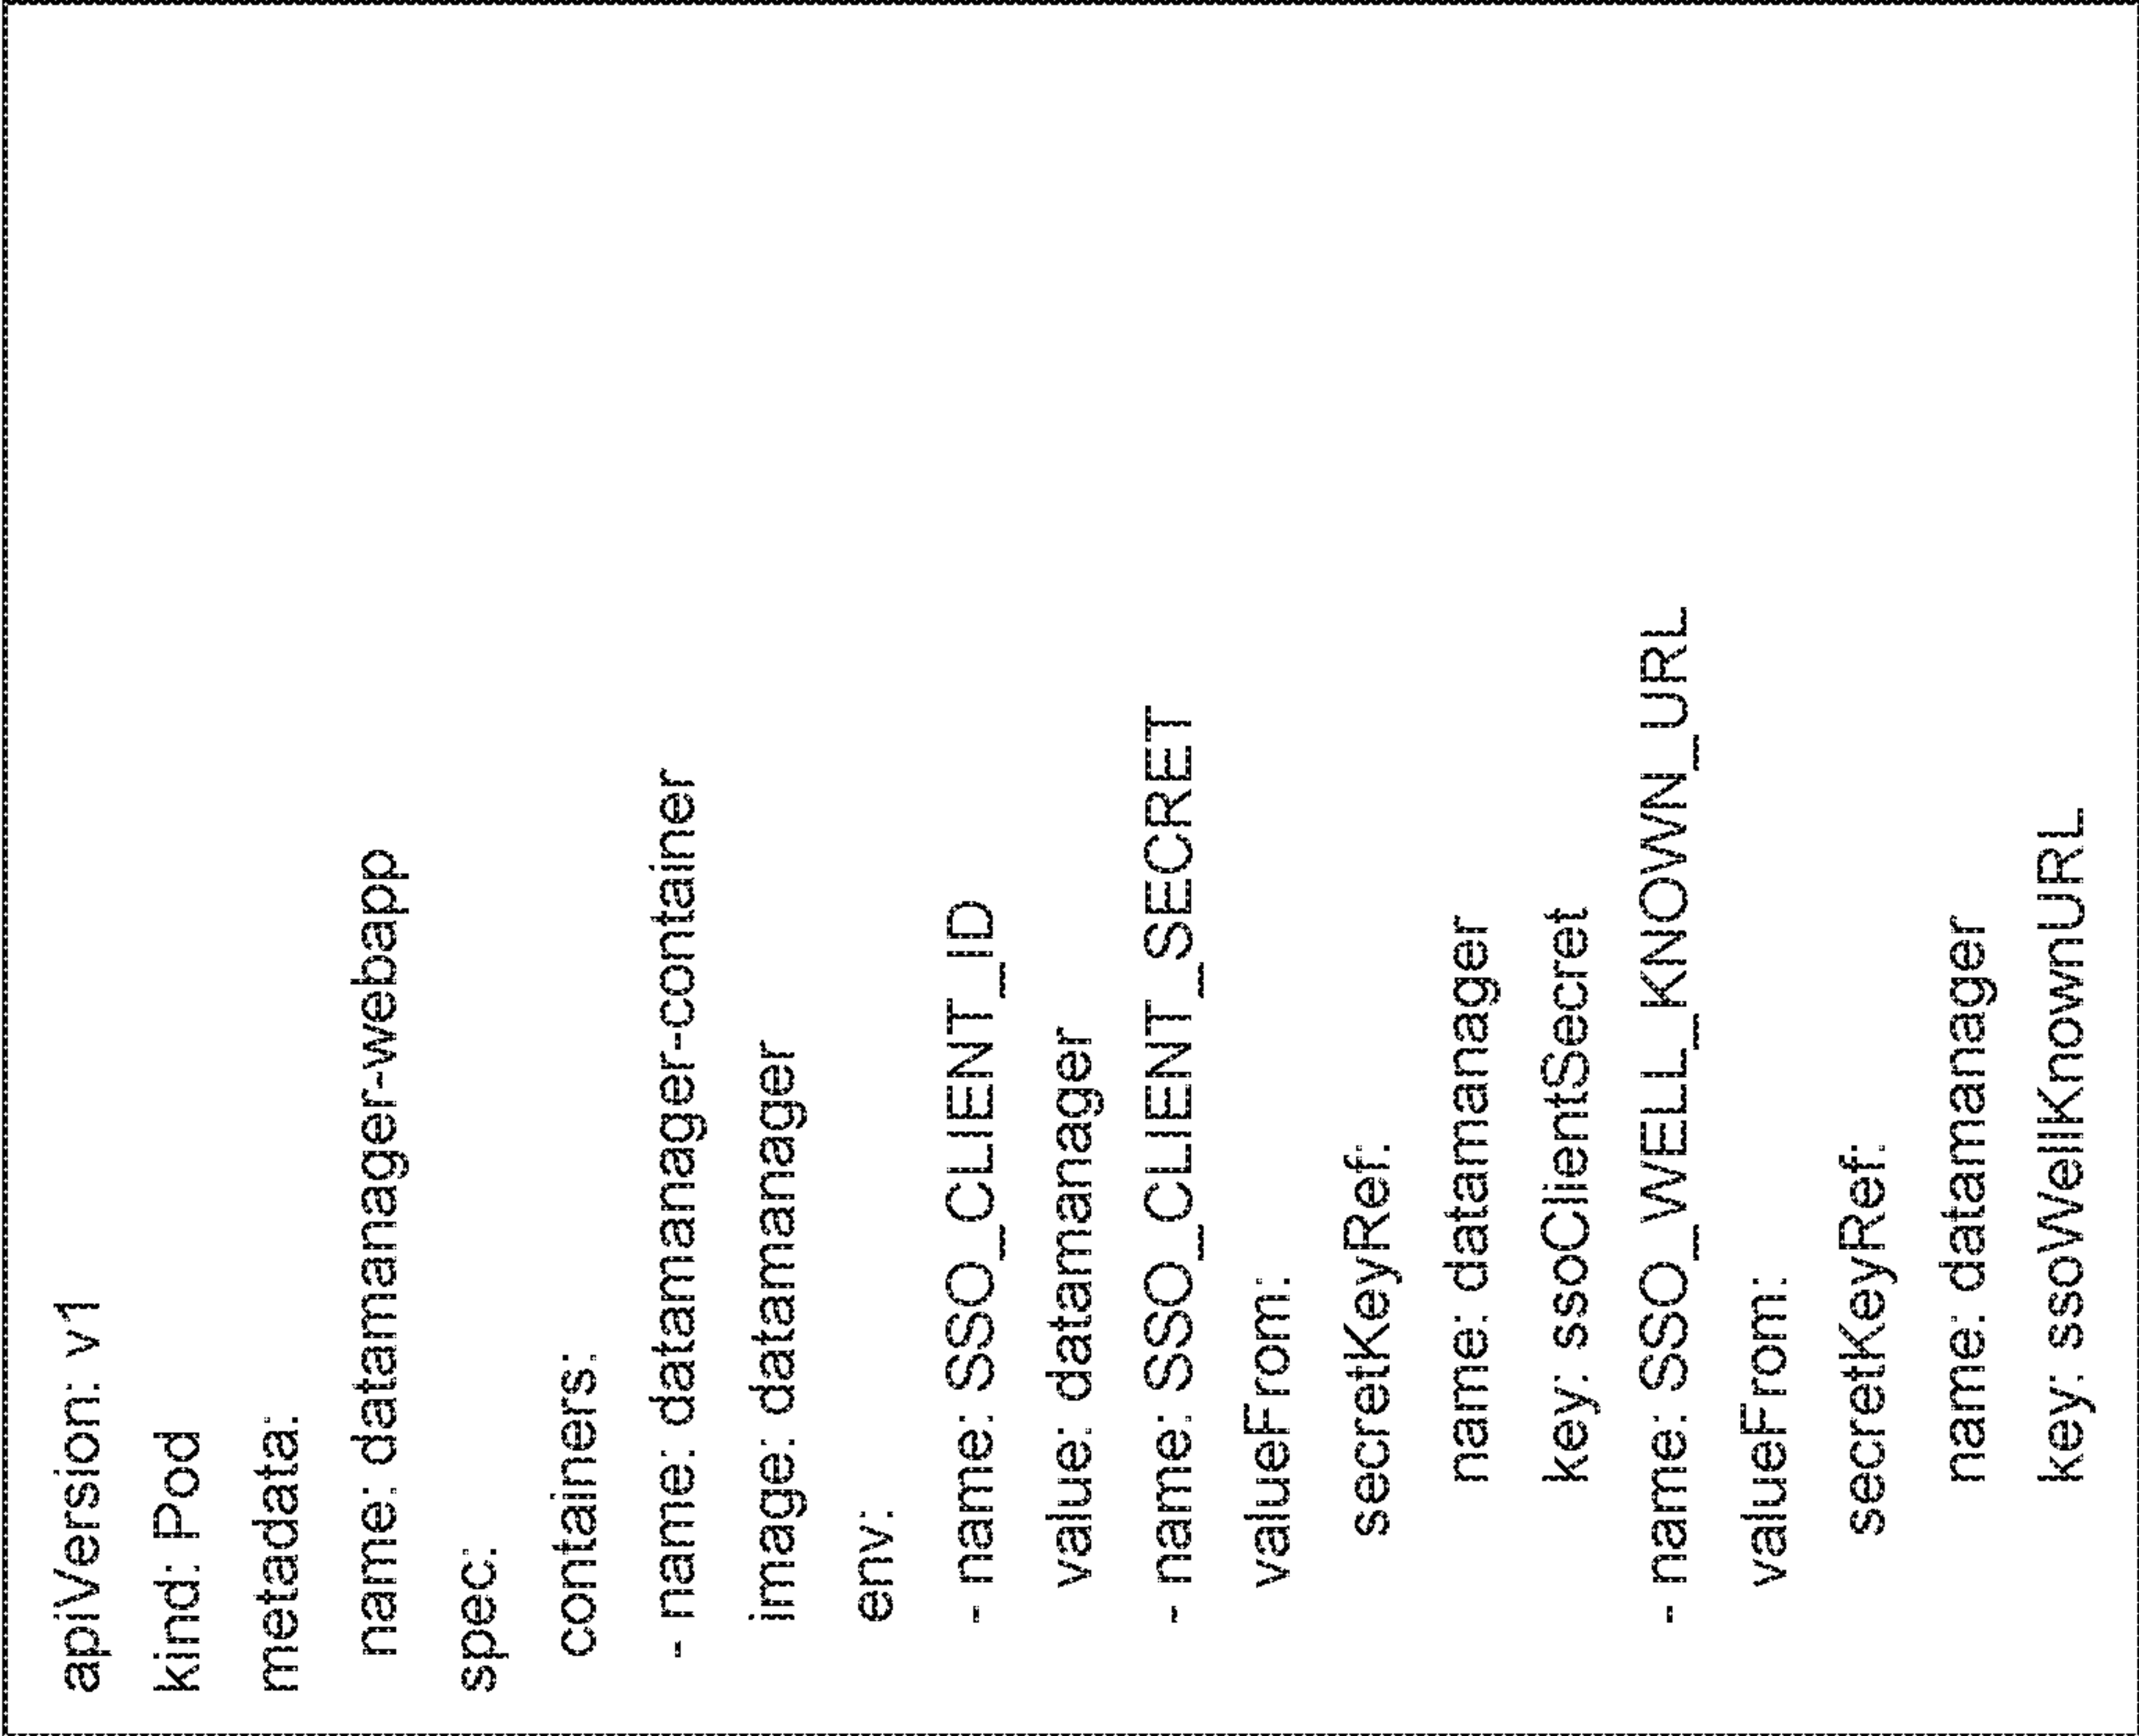 apiVersion: v1
kind: Pod
metadata:
  name: datamanager-webapp
spec:
  containers:
  - name: datamanager-container
    image: datamanager
    env:
    - name: SSO_CLIENT_ID
      value: datamanager
    - name: SSO_CLIENT_SECRET
      valueFrom:
        secretKeyRef:
          name: datamanager
          key: ssoClientSecret
    - name: SSO_WELL_KNOWN_URL
      valueFrom:
        secretKeyRef:
          name: datamanager
          key: ssoWellKnownURL